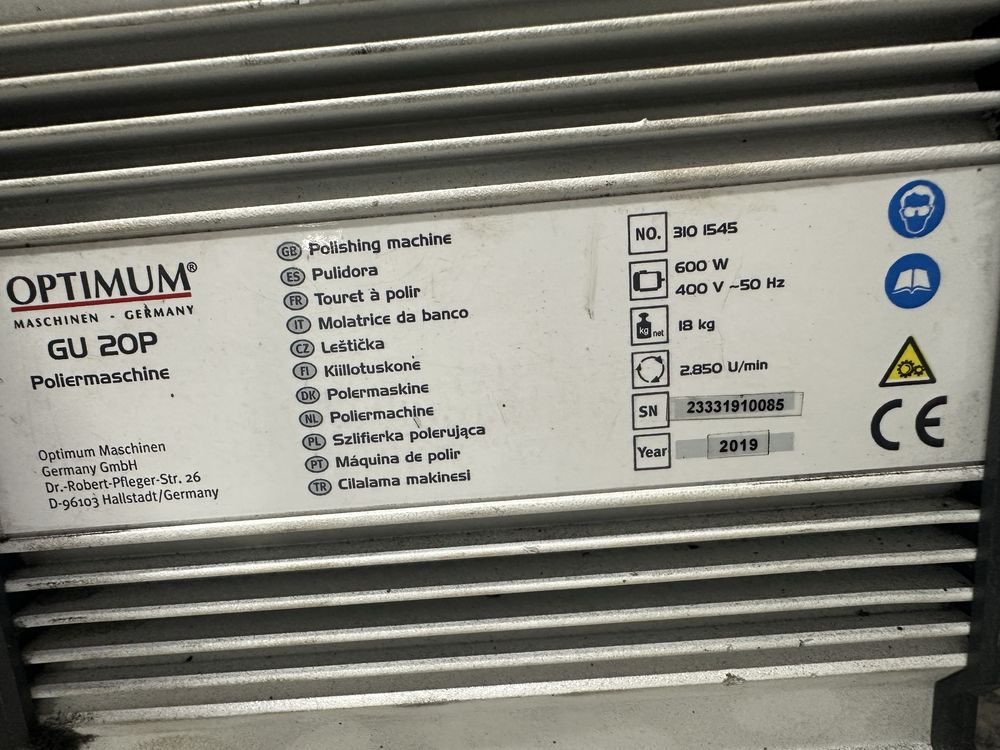 OPTIMUM®
MASCHINEN - GERMANY
GU 20P
Poliermaschine
Optimum Maschinen
Germany GmbH
Dr.-Robert-Pfleger-Str. 26
D-96103 Hallstadt/Germany
GB Polishing machine
ES Pulidora
FR Touret à polir
IT Molatrice da banco
CZ Leštička
FI Kiillotuskone
DK Polermaskine
NL Poliermachine
PL Szlifierka polerująca
PT Máquina de polir
TR Cilalama makinesi
NO. 310 1545
600 W
400 V ~50 Hz
kg net 18 kg
2.850 U/min
SN 23331910085
Year 2019
CE